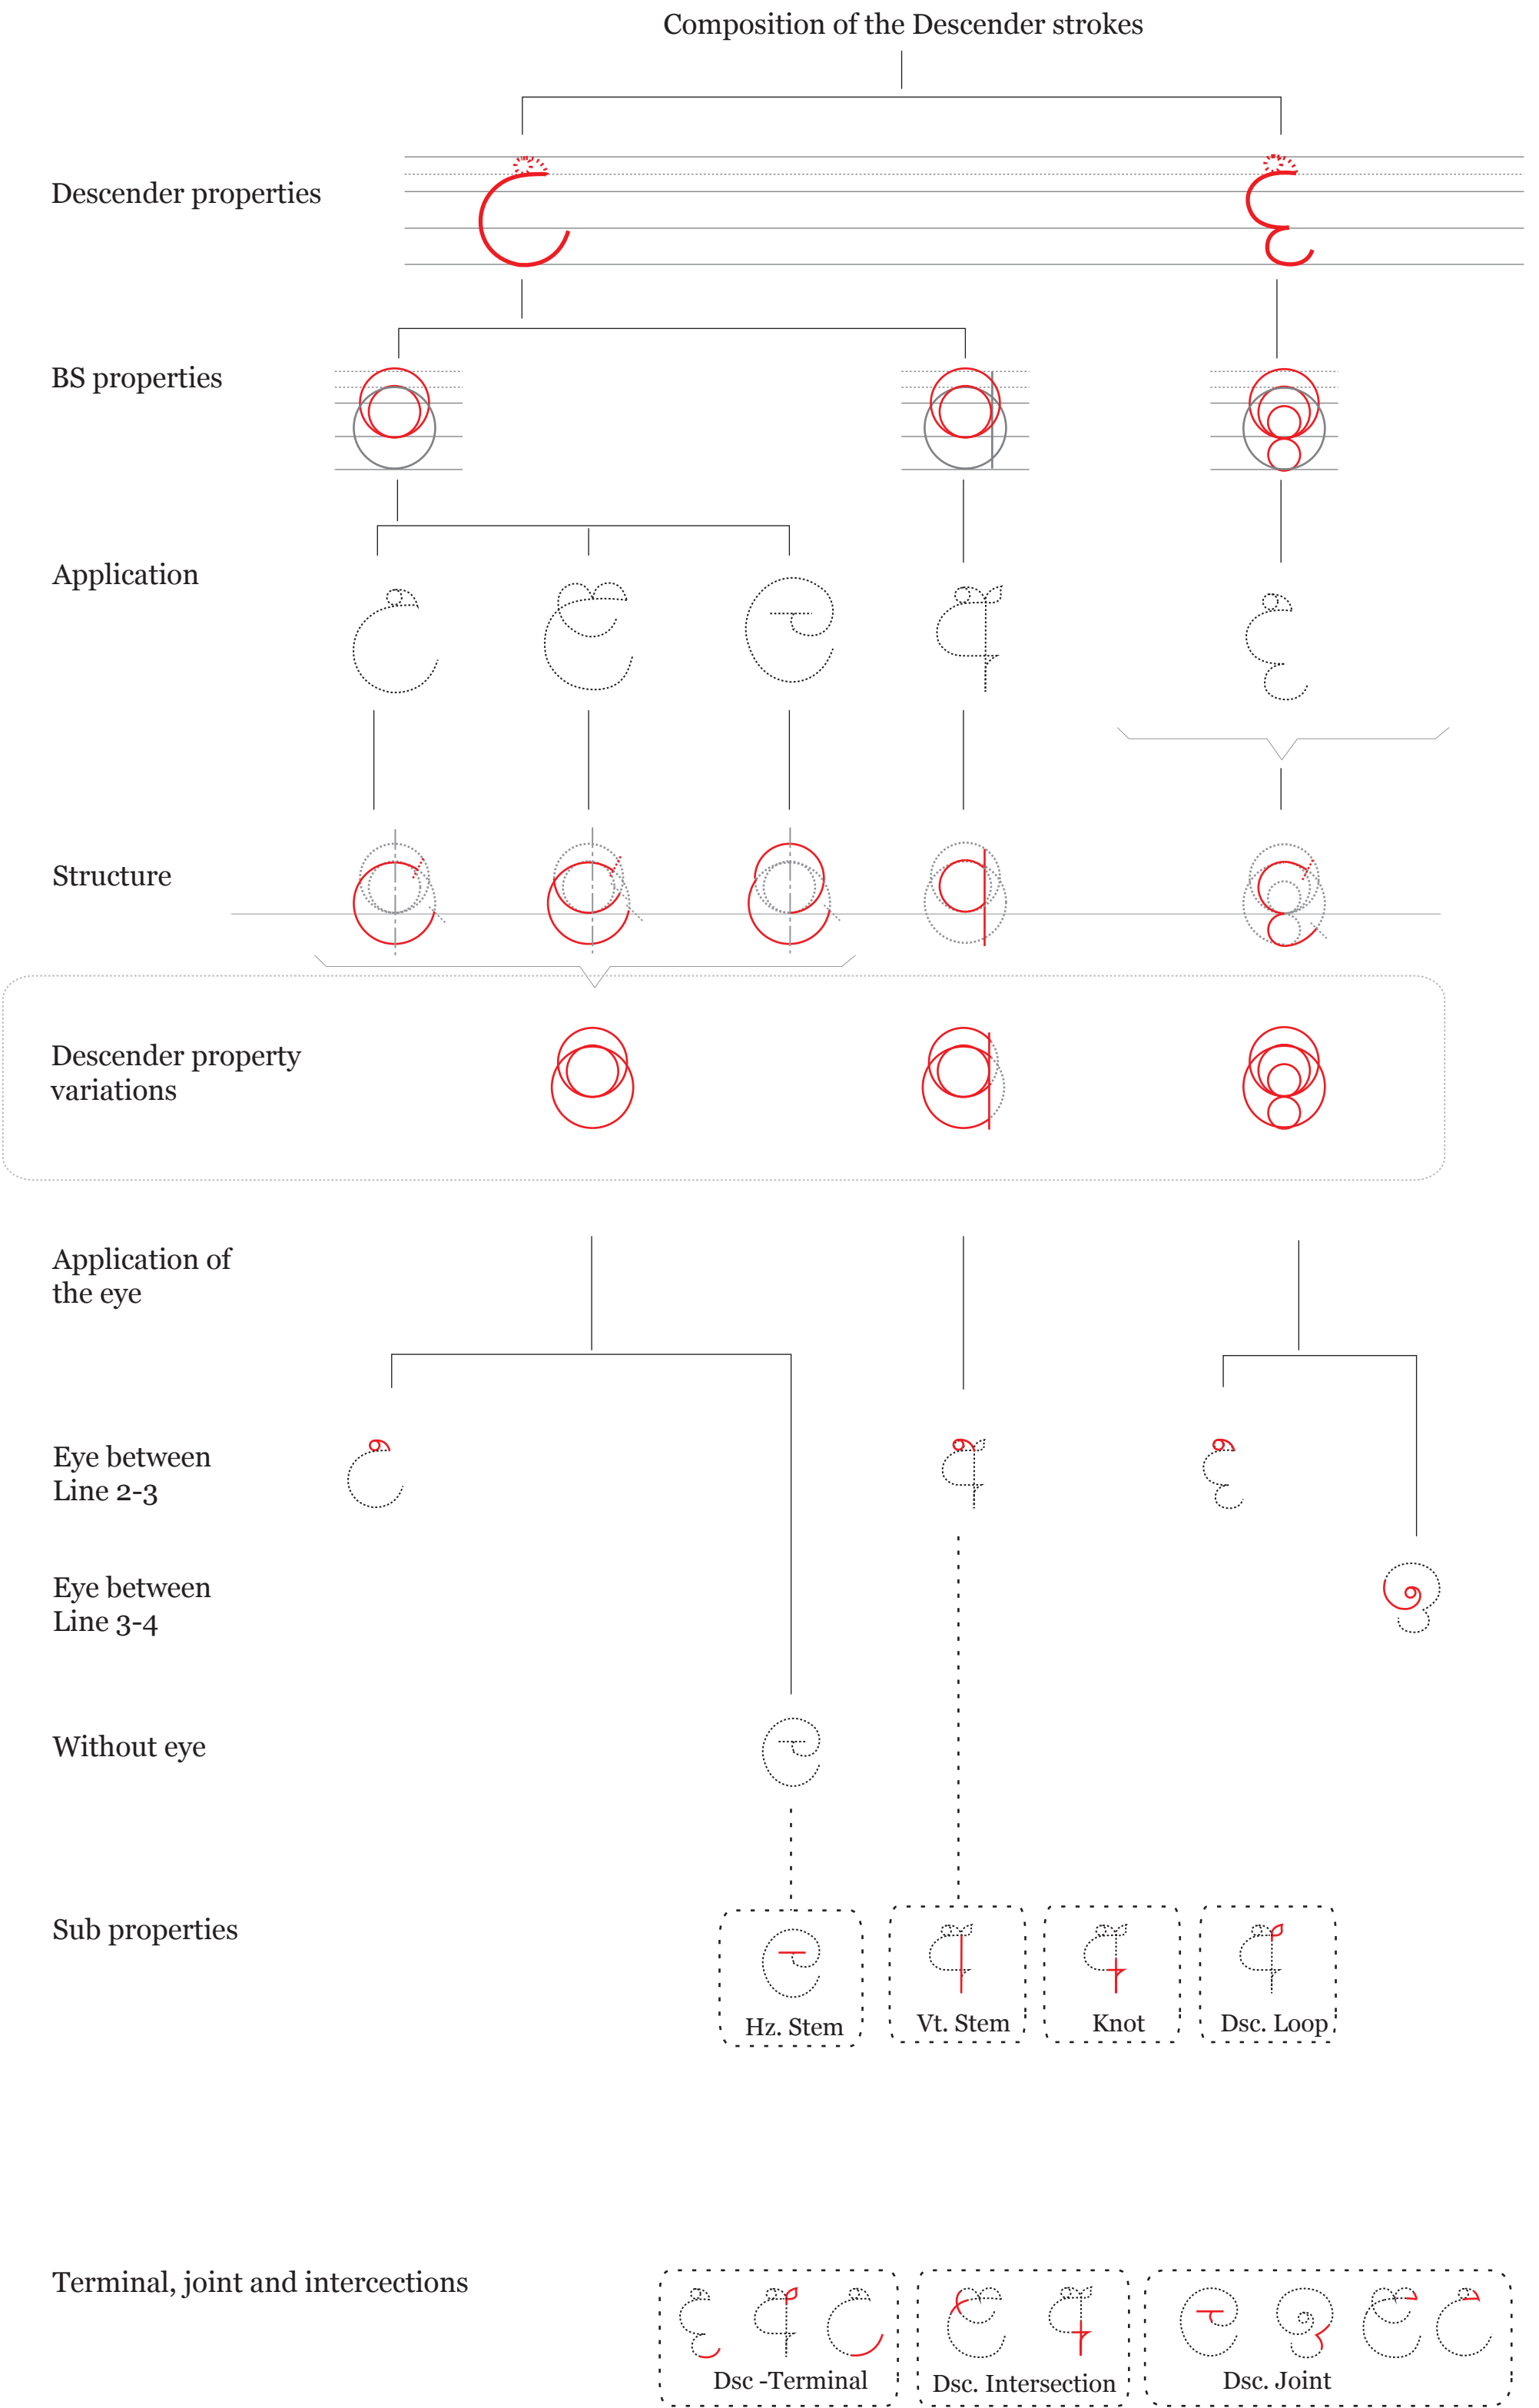 Composition of the Descender strokes
Descender properties
BS properties
Application
Structure
Descender property
variations
Application of
the eye
Eye between
Line 2-3
Eye between
Line 3-4
Without eye
Sub properties
Hz. Stem
Vt. Stem
Knot
Dsc. Loop
Terminal, joint and intercections
Dsc -Terminal
Dsc. Intersection
Dsc. Joint